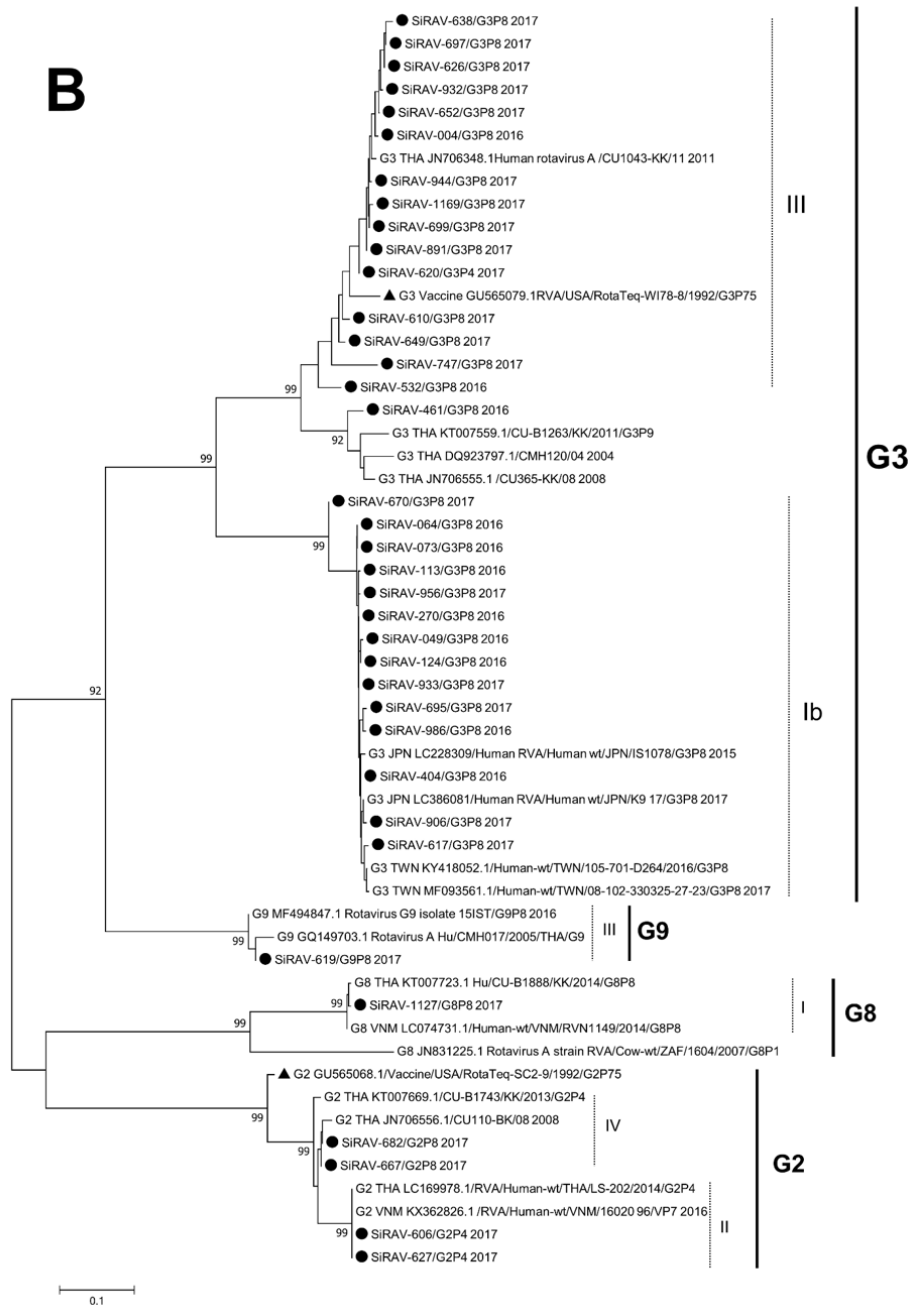 B
SiRAV-638/G3P8 2017
SiRAV-697/G3P8 2017
SiRAV-626/G3P8 2017
SiRAV-932/G3P8 2017
SiRAV-652/G3P8 2017
SiRAV-004/G3P8 2016
G3 THA JN706348.1Human rotavirus A /CU1043-KK/11 2011
SiRAV-944/G3P8 2017
SiRAV-1169/G3P8 2017
SiRAV-699/G3P8 2017
SiRAV-891/G3P8 2017
SiRAV-620/G3P4 2017
G3 Vaccine GU565079.1RVA/USA/RotaTeq-WI78-8/1992/G3P75
SiRAV-610/G3P8 2017
SiRAV-649/G3P8 2017
SiRAV-747/G3P8 2017
SiRAV-532/G3P8 2016
III
99
SiRAV-461/G3P8 2016
92
G3 THA KT007559.1/CU-B1263/KK/2011/G3P9
G3 THA DQ923797.1/CMH120/04 2004
G3 THA JN706555.1 /CU365-KK/08 2008
99
G3
SiRAV-670/G3P8 2017
99
SiRAV-064/G3P8 2016
SiRAV-073/G3P8 2016
SiRAV-113/G3P8 2016
SiRAV-956/G3P8 2017
SiRAV-270/G3P8 2016
SiRAV-049/G3P8 2016
SiRAV-124/G3P8 2016
SiRAV-933/G3P8 2017
SiRAV-695/G3P8 2017
SiRAV-986/G3P8 2016
G3 JPN LC228309/Human RVA/Human wt/JPN/IS1078/G3P8 2015
SiRAV-404/G3P8 2016
G3 JPN LC386081/Human RVA/Human wt/JPN/K9 17/G3P8 2017
SiRAV-906/G3P8 2017
SiRAV-617/G3P8 2017
G3 TWN KY418052.1/Human-wt/TWN/105-701-D264/2016/G3P8
G3 TWN MF093561.1/Human-wt/TWN/08-102-330325-27-23/G3P8 2017
Ib
92
G9 MF494847.1 Rotavirus G9 isolate 15IST/G9P8 2016
G9 GQ149703.1 Rotavirus A Hu/CMH017/2005/THA/G9
99
SiRAV-619/G9P8 2017
III
G9
G8 THA KT007723.1 Hu/CU-B1888/KK/2014/G8P8
99
SiRAV-1127/G8P8 2017
G8 VNM LC074731.1/Human-wt/VNM/RVN1149/2014/G8P8
I
99
G8 JN831225.1 Rotavirus A strain RVA/Cow-wt/ZAF/1604/2007/G8P1
G8
G2 GU565068.1/Vaccine/USA/RotaTeq-SC2-9/1992/G2P75
99
G2 THA KT007669.1/CU-B1743/KK/2013/G2P4
G2 THA JN706556.1/CU110-BK/08 2008
99
SiRAV-682/G2P8 2017
SiRAV-667/G2P8 2017
IV
G2
G2 THA LC169978.1/RVA/Human-wt/THA/LS-202/2014/G2P4
G2 VNM KX362826.1 /RVA/Human-wt/VNM/16020 96/VP7 2016
99
SiRAV-606/G2P4 2017
SiRAV-627/G2P4 2017
II
0.1